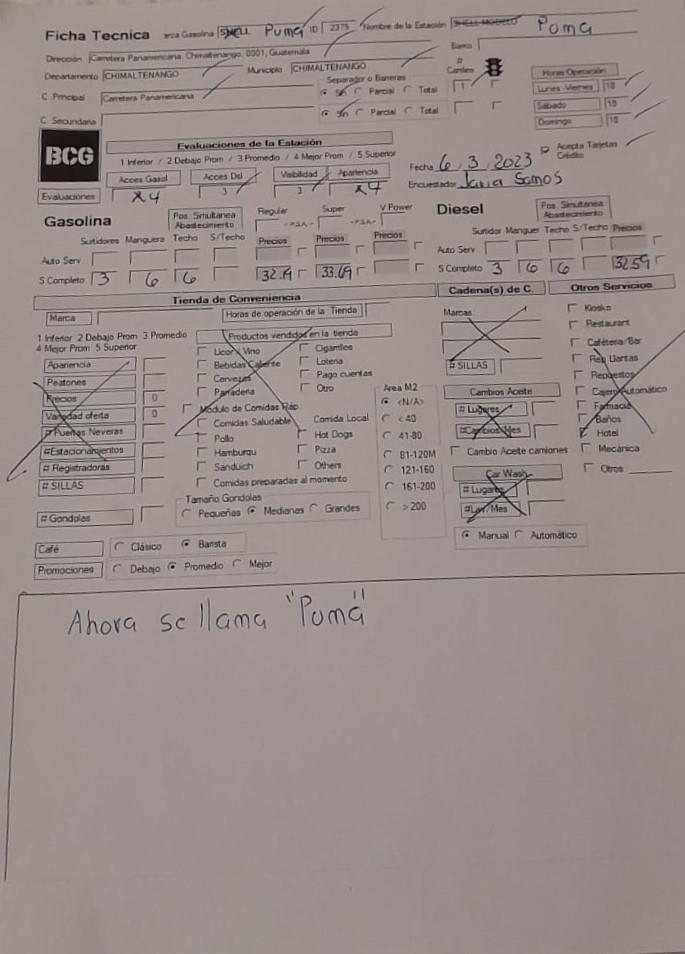 Ficha Tecnica arca Gasolina SHELL Puma ID 2375 Nombre de la Estación SHELL MODELO Puma
Dirección Carretera Panamericana, Chimaltenango, 0001, Guatemala Barrio
Departamento CHIMALTENANGO Municipio CHIMALTENANGO # Carriles Horas Operación
C. Principal Carretera Panamericana Separador o Barreras Sin Parcial Total 1 Lunes -Viernes 18
Sábado 18
C. Secundaria Sin Parcial Total Domingo 18
BCG Evaluaciones de la Estación
1 Inferior / 2 Debajo Prom / 3 Promedio / 4 Mejor Prom / 5 Superior Acepta Tarjetas Crédito
Acces Gasol Acces Dsl Visibilidad Apariencia Fecha 6, 3, 2023
Evaluaciones 4 3 3 4 Encuestador
Gasolina Pos. Simultanea Abastecimiento Regular Super V.Power Diesel Pos. Simultanea Abastecimiento
Surtidores Manguera Techo S/Techo Precios Precios Precios Surtidor Manguer Techo S/Techo Precios
Auto Serv Auto Serv
S Completo 3 6 6 32.19 33.69 S Completo 3 6 6 32.59
Tienda de Conveniencia Cadena(s) de C. Otros Servicios
Marca Horas de operación de la Tienda Marcas Kiosko
1 Inferior 2 Debajo Prom 3 Promedio Productos vendidos en la tienda Restaurant
4 Mejor Prom 5 Superior Licor y Vino Cigarrillos Cafeteria/Bar
Apariencia Bebidas Caliente Loteria # SILLAS Rep Llantas
Peatones Cervezas Pago cuentas Repuestos
Precios 0 Panaderia Otro Area M2 Cambios Aceite Cajero Automático
Variedad oferta 0 Módulo de Comidas Ráp. <N/A> # Lugares Farmacia
# Puertas Neveras Comidas Saludable Comida Local < 40 #Cambios/Mes Baños
#Estacionamientos Pollo Hot Dogs 41-80 Hotel
# Registradoras Hamburgu Pizza 81-120M Cambio Aceite camiones Mecánica
# SILLAS Sanduich Others 121-160 Car Wash Otros
Comidas preparadas al momento 161-200 # Lugares
# Gondolas Tamaño Gondolas Pequeñas Medianas Grandes > 200 #Lav/Mes
Café Clásico Barista Manual Automático
Promociones Debajo Promedio Mejor
Ahora se llama "Puma"